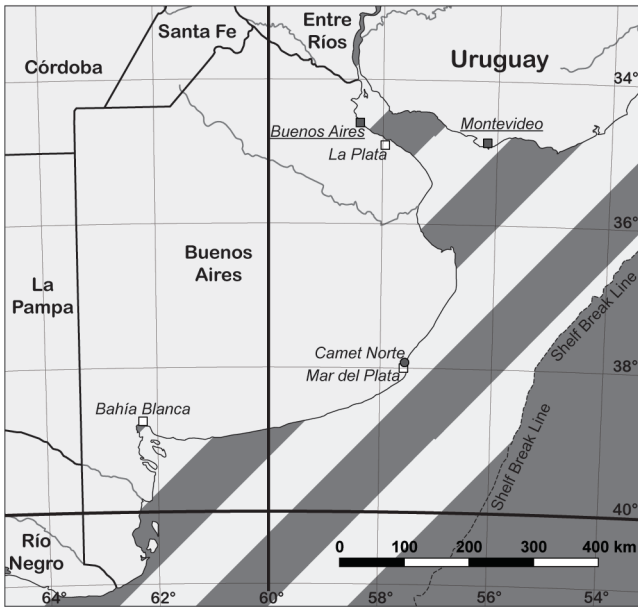 Entre
Ríos
Santa Fe
Uruguay
Córdoba
34°
Buenos Aires
Montevideo
La Plata
36°
Buenos
Aires
La
Pampa
Shelf Break Line
Camet Norte
Mar del Plata
38°
Bahía Blanca
Shelf Break Line
40°
Río
Negro
0 100 200 300 400 km
64° 62° 60° 58° 56° 54°